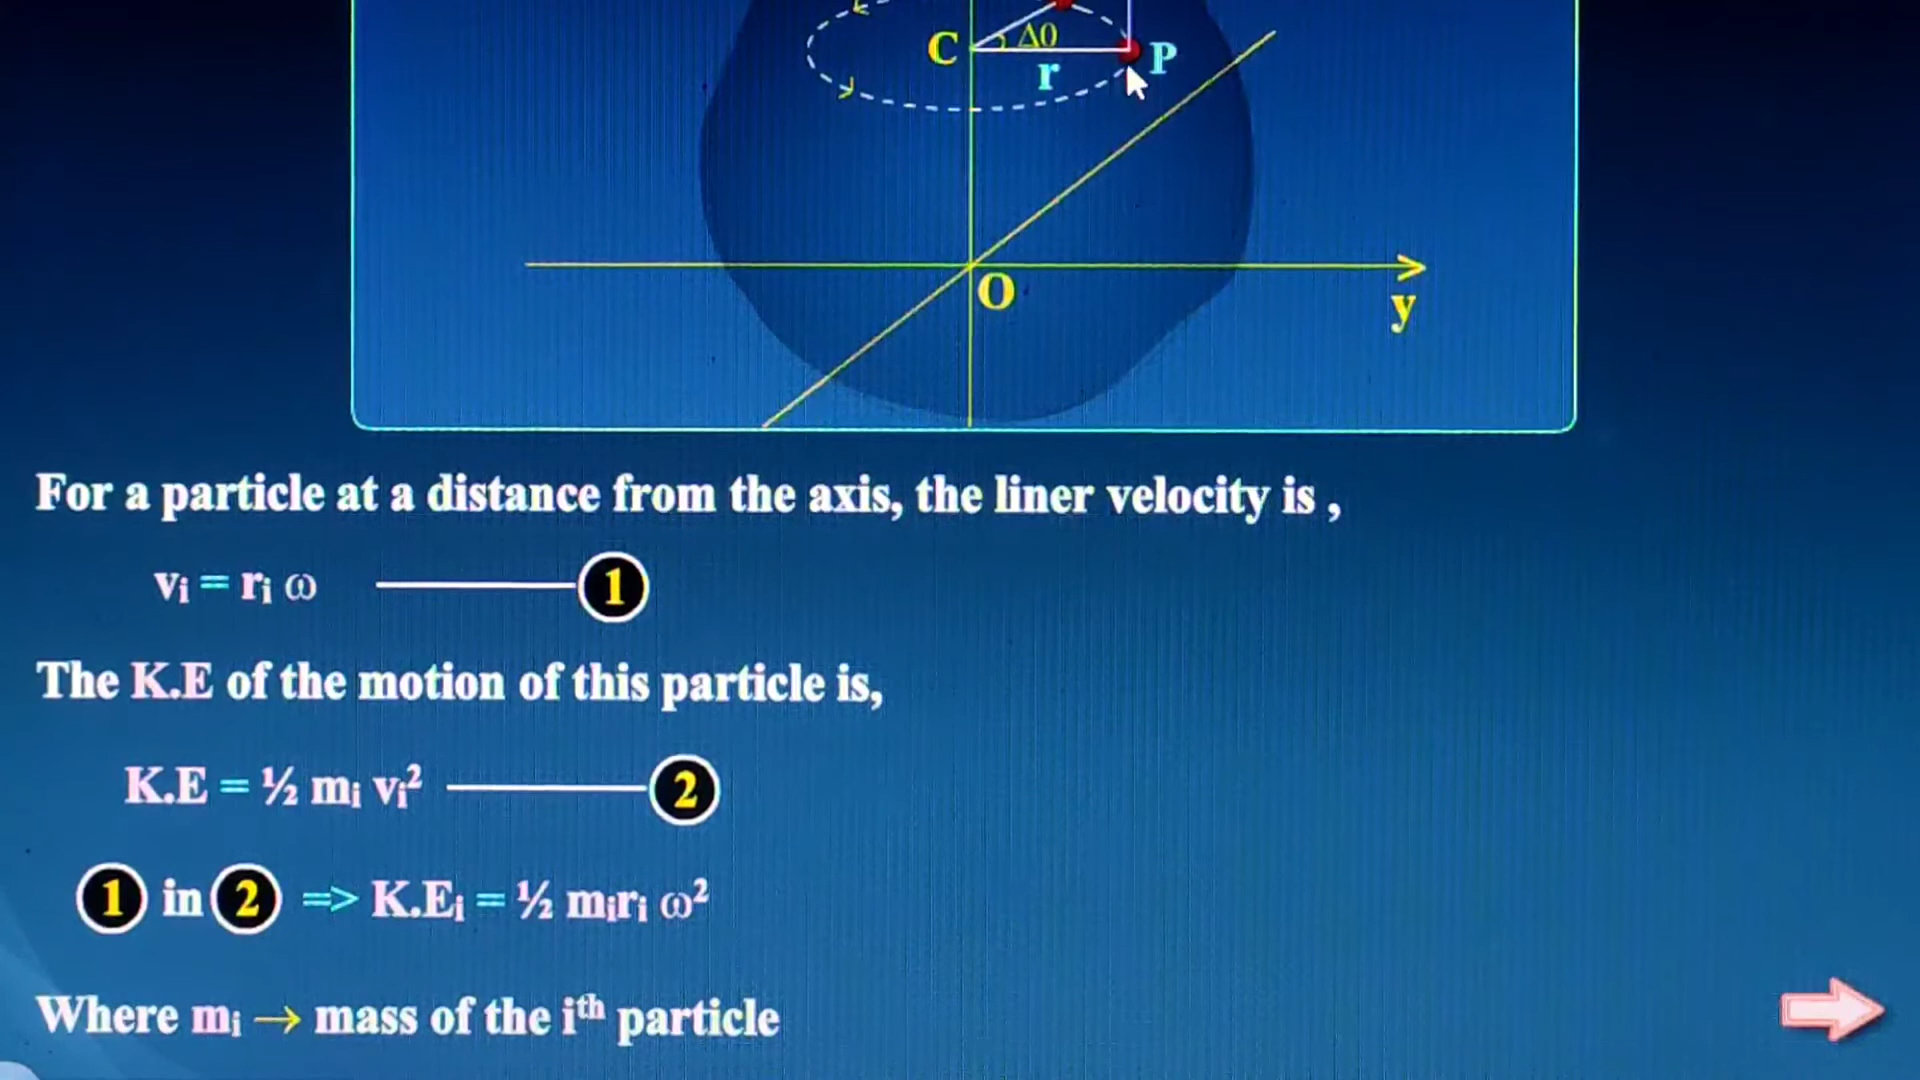 C Δθ P
r
O
y
For a particle at a distance from the axis, the liner velocity is ,
vᵢ = rᵢ ω 1
The K.E of the motion of this particle is,
K.E = ½ mᵢ vᵢ² 2
1 in 2 => K.Eᵢ = ½ mᵢrᵢ ω²
Where mᵢ → mass of the iᵗʰ particle